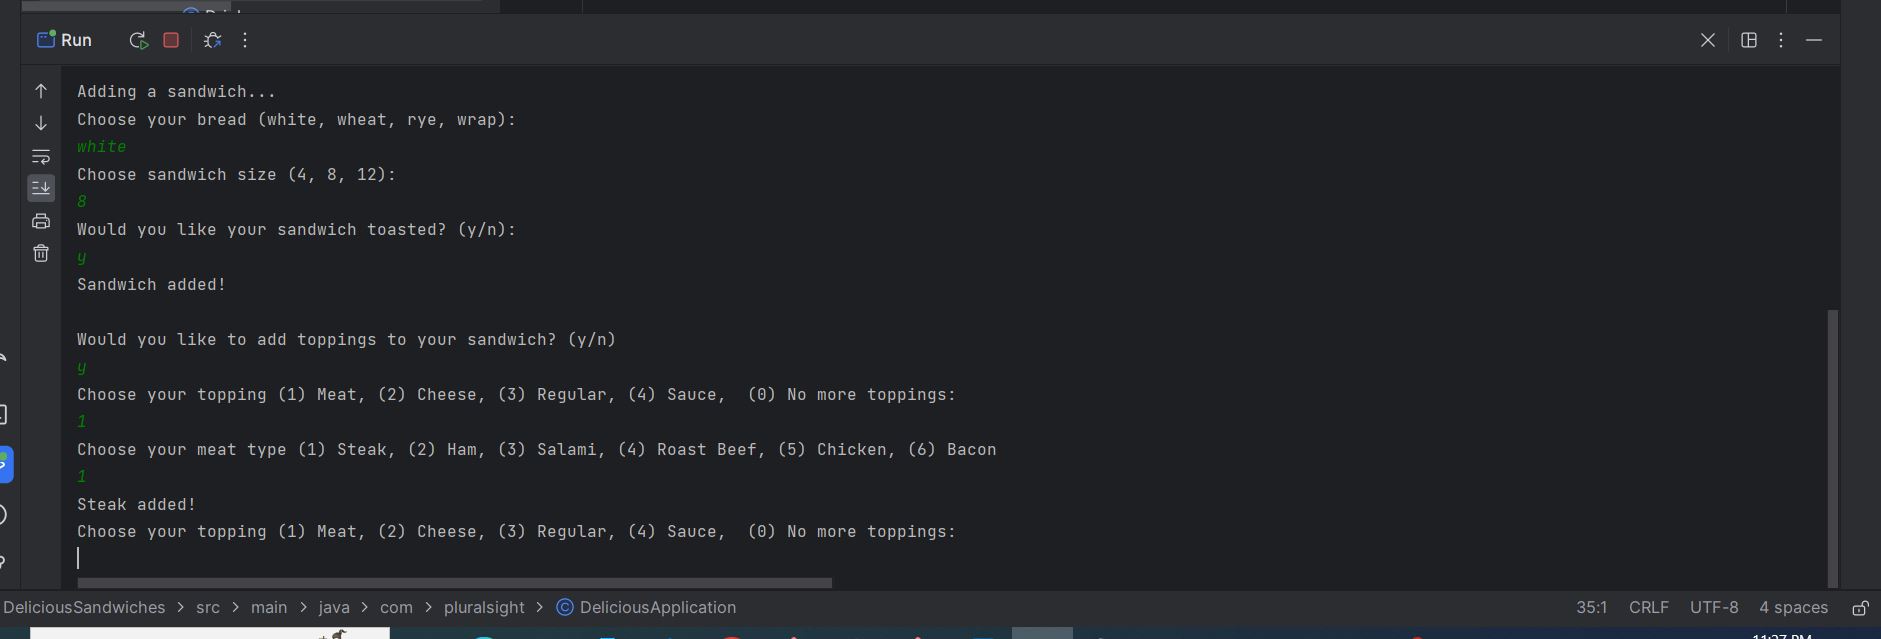 Run
Adding a sandwich...
Choose your bread (white, wheat, rye, wrap):
white
Choose sandwich size (4, 8, 12):
8
Would you like your sandwich toasted? (y/n):
y
Sandwich added!
Would you like to add toppings to your sandwich? (y/n)
y
Choose your topping (1) Meat, (2) Cheese, (3) Regular, (4) Sauce,  (0) No more toppings:
1
Choose your meat type (1) Steak, (2) Ham, (3) Salami, (4) Roast Beef, (5) Chicken, (6) Bacon
1
Steak added!
Choose your topping (1) Meat, (2) Cheese, (3) Regular, (4) Sauce,  (0) No more toppings:
DeliciousSandwiches > src > main > java > com > pluralsight > DeliciousApplication 35:1 CRLF UTF-8 4 spaces
11:27 PM